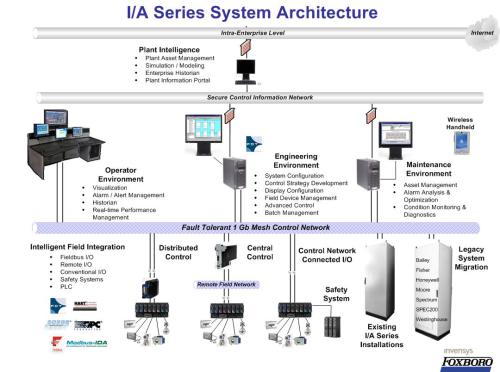 I/A Series System Architecture
Intra-Enterprise Level
Internet
Plant Intelligence
• Plant Asset Management
• Simulation / Modeling
• Enterprise Historian
• Plant Information Portal
Secure Control Information Network
Wireless
Handheld
Operator
Environment
• Visualization
• Alarm / Alert Management
• Historian
• Real-time Performance
Management
Engineering
Environment
• System Configuration
• Control Strategy Development
• Display Configuration
• Field Device Management
• Advanced Control
• Batch Management
Maintenance
Environment
• Asset Management
• Alarm Analysis &
Optimization
• Condition Monitoring &
Diagnostics
Fault Tolerant 1 Gb Mesh Control Network
Intelligent Field Integration
• Fieldbus I/O
• Remote I/O
• Conventional I/O
• Safety Systems
• PLC
HART
Modbus-IDA
Distributed
Control
Central
Control
Remote Field Network
Control Network
Connected I/O
Safety
System
Existing
I/A Series
Installations
Bailey
Fisher
Honeywell
Moore
Spectrum
SPEC200
Westinghouse
Legacy
System
Migration
invensys
FOXBORO